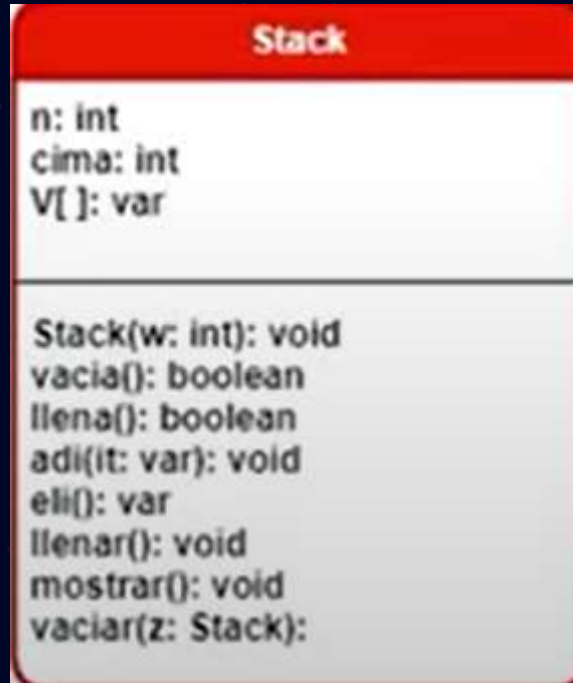 Stack
n: int
cima: int
V[ ]: var
Stack(w: int): void
vacia(): boolean
llena(): boolean
adi(it: var): void
eli(): var
llenar(): void
mostrar(): void
vaciar(z: Stack):